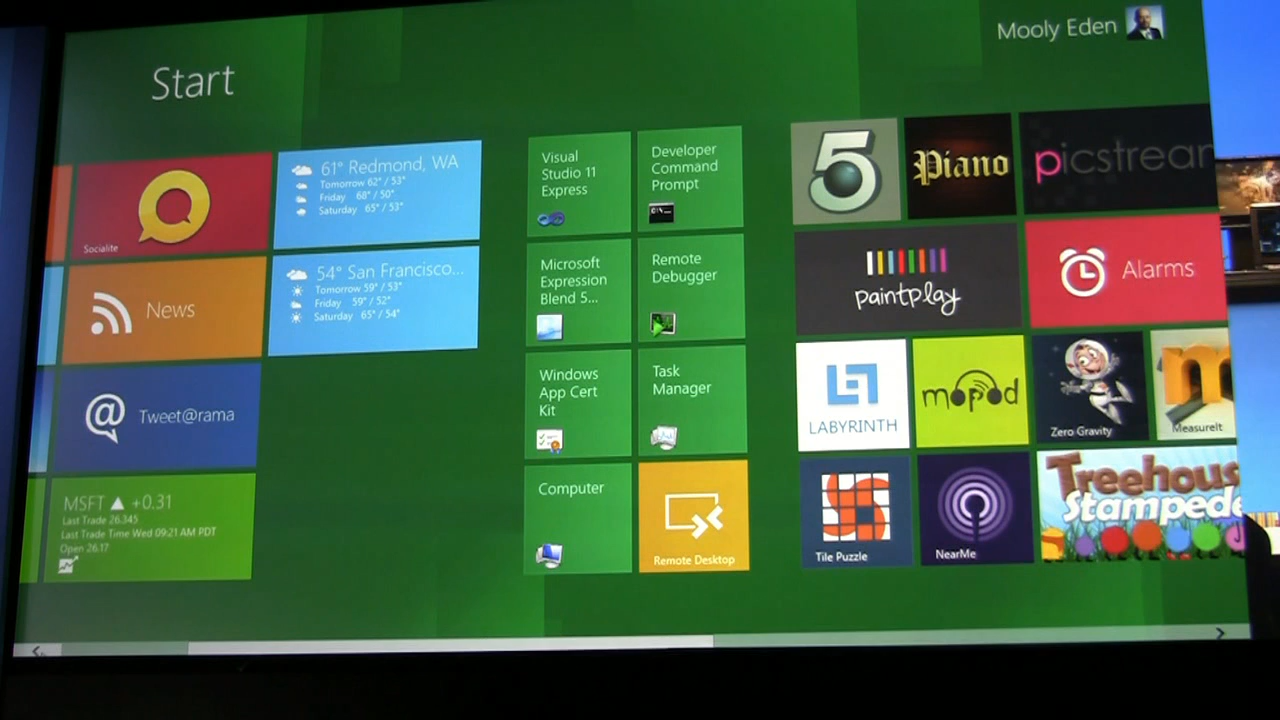 Start
Mooly Eden
Socialite
News
Tweet@rama
MSFT ▲ +0.31
Last Trade 26.345
Last Trade Time Wed 09:21 AM PDT
Open 26.17
61° Redmond, WA
Tomorrow 62° / 53°
Friday 68° / 50°
Saturday 65° / 53°
54° San Francisco...
Tomorrow 59° / 53°
Friday 59° / 52°
Saturday 65° / 54°
Visual
Studio 11
Express
Developer
Command
Prompt
Microsoft
Expression
Blend 5...
Remote
Debugger
Windows
App Cert
Kit
Task
Manager
Computer
Remote Desktop
5
Piano
picstream
paintplay
Alarms
LABYRINTH
mopod
Zero Gravity
m
MeasureIt
Tile Puzzle
NearMe
Treehous
Stampede